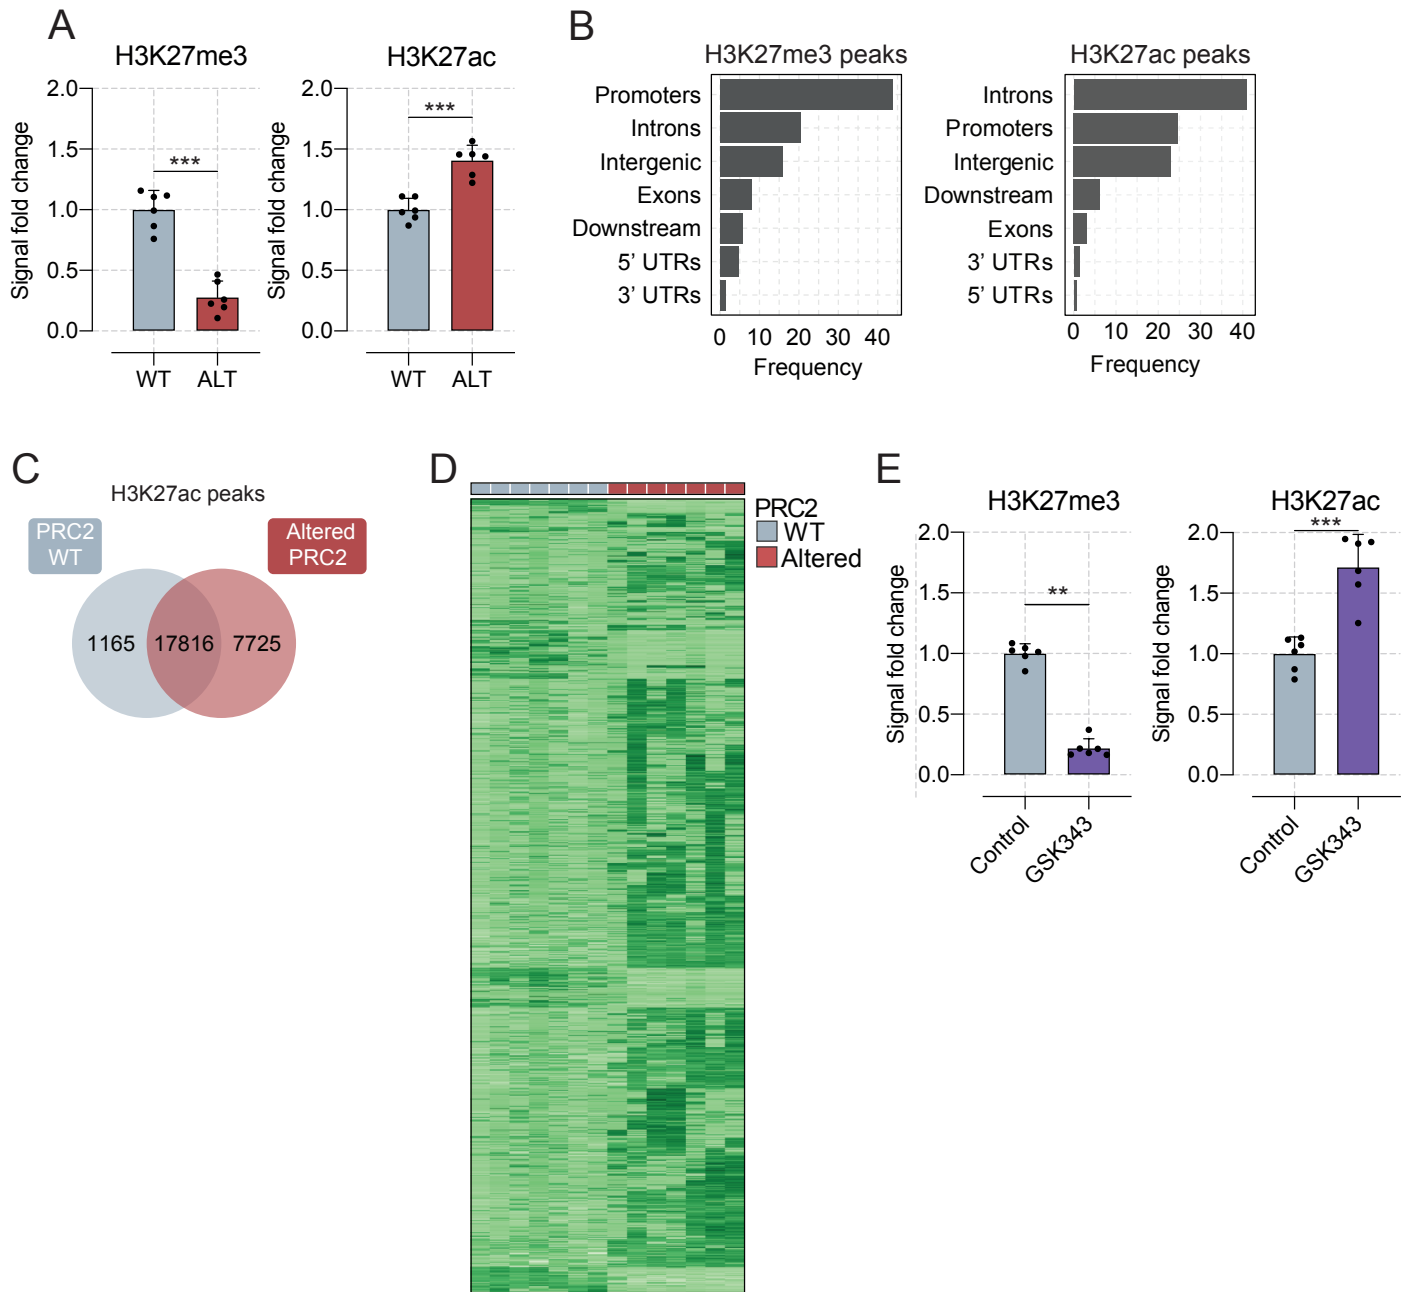 A
H3K27me3
H3K27ac
Signal fold change
2.0
1.5
1.0
0.5
0.0
***
WT
ALT
Signal fold change
2.0
1.5
1.0
0.5
0.0
***
WT
ALT
B
H3K27me3 peaks
Promoters
Introns
Intergenic
Exons
Downstream
5’ UTRs
3’ UTRs
0 10 20 30 40
Frequency
H3K27ac peaks
Introns
Promoters
Intergenic
Downstream
Exons
3’ UTRs
5’ UTRs
0 10 20 30 40
Frequency
C
H3K27ac peaks
PRC2
WT
Altered
PRC2
1165 17816 7725
D
PRC2
WT
Altered
E
H3K27me3
Signal fold change
2.0
1.5
1.0
0.5
0.0
**
Control
GSK343
H3K27ac
Signal fold change
2.0
1.5
1.0
0.5
0.0
***
Control
GSK343